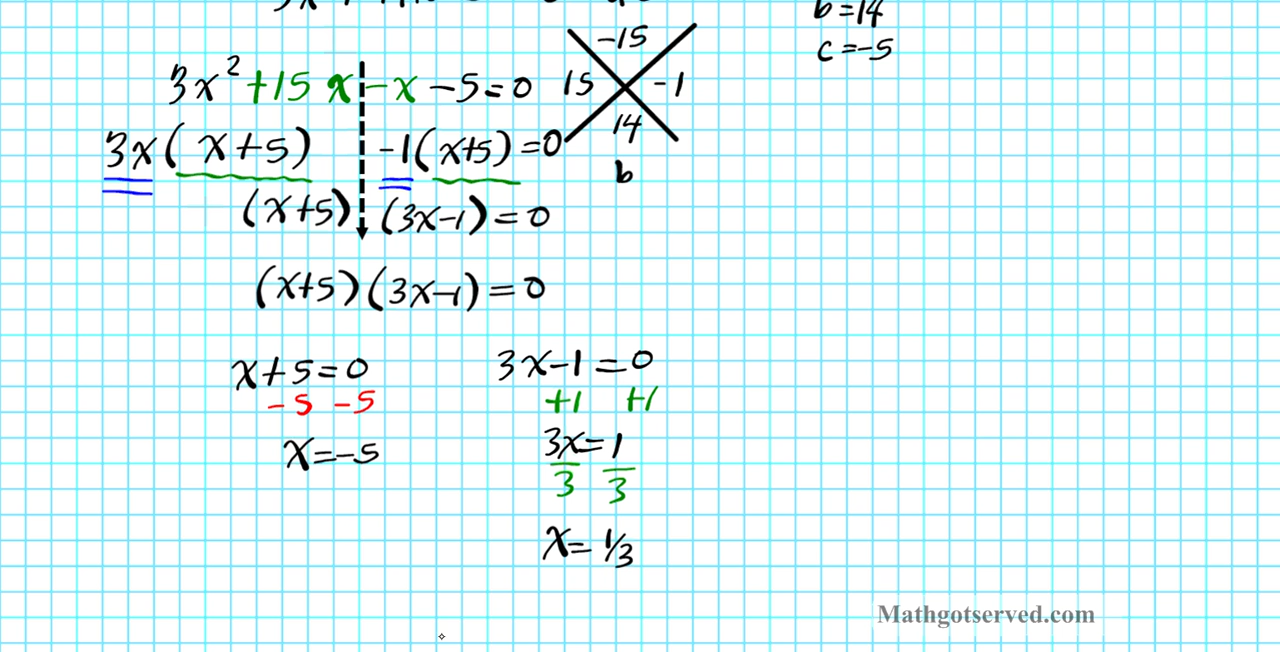 b = 14
c = -5
-15
3x² + 15x - x - 5 = 0
15 -1
14
b
3x(x+5) -1(x+5) = 0
(x+5) (3x-1) = 0
(x+5)(3x-1) = 0
x+5=0 3x-1=0
-5 -5 +1 +1
x=-5 3x=1
3 3
x= 1/3
Mathgotserved.com